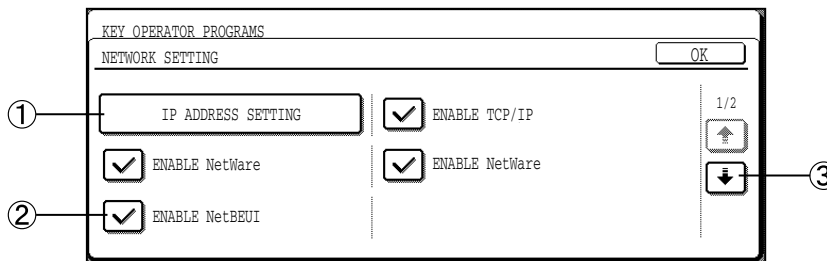 KEY OPERATOR PROGRAMS
NETWORK SETTING
OK
① IP ADDRESS SETTING
ENABLE TCP/IP
1/2
ENABLE NetWare
ENABLE NetWare
③
② ENABLE NetBEUI